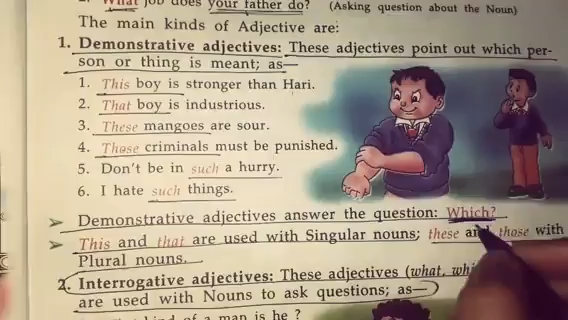 What job does your father do? (Asking question about the Noun)
The main kinds of Adjective are:
1. Demonstrative adjectives: These adjectives point out which per-
son or thing is meant; as—
1. This boy is stronger than Hari.
2. That boy is industrious.
3. These mangoes are sour.
4. Those criminals must be punished.
5. Don't be in such a hurry.
6. I hate such things.
➢ Demonstrative adjectives answer the question: Which?
➢ This and that are used with Singular nouns; these and those with
Plural nouns.
2. Interrogative adjectives: These adjectives (what,
are used with Nouns to ask questions; as—
kind of a man is he ?